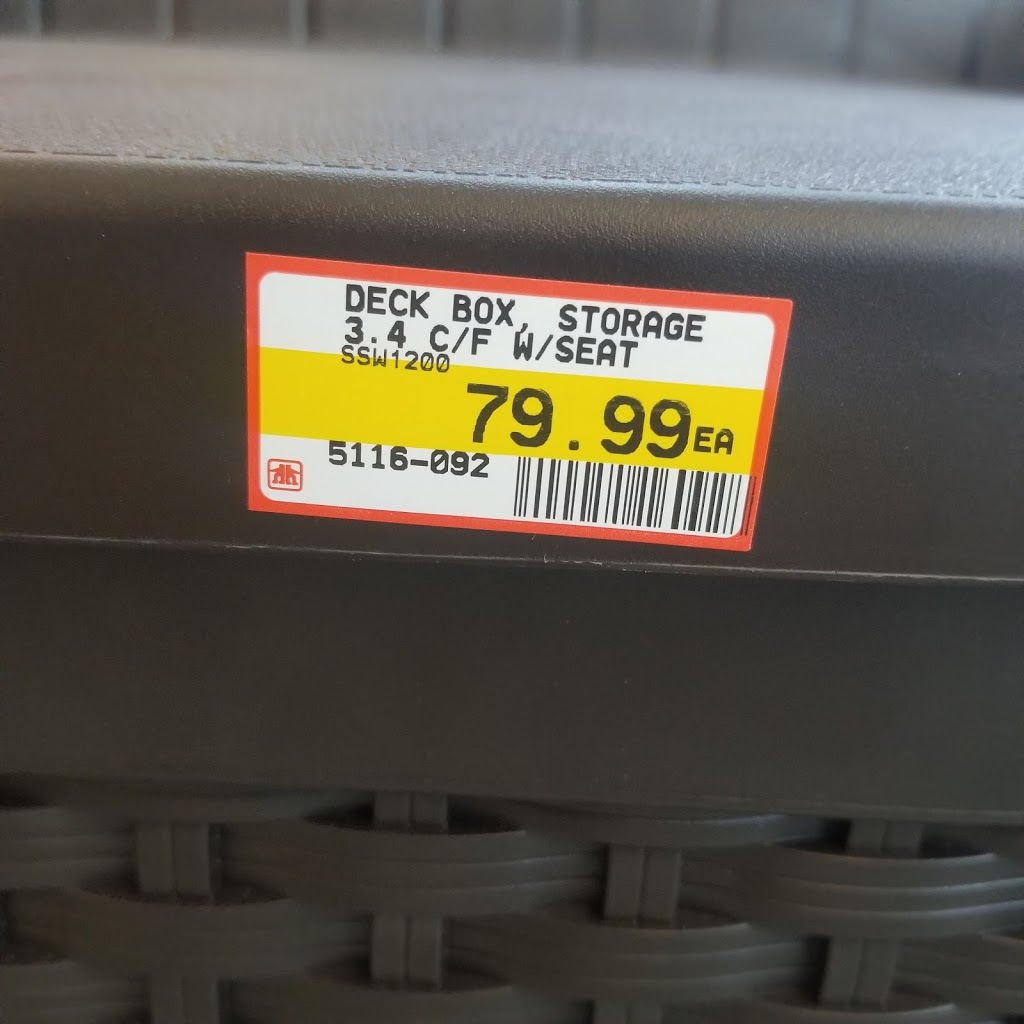 DECK BOX, STORAGE
3.4 C/F W/SEAT
SSW1200
79.99EA
5116-092